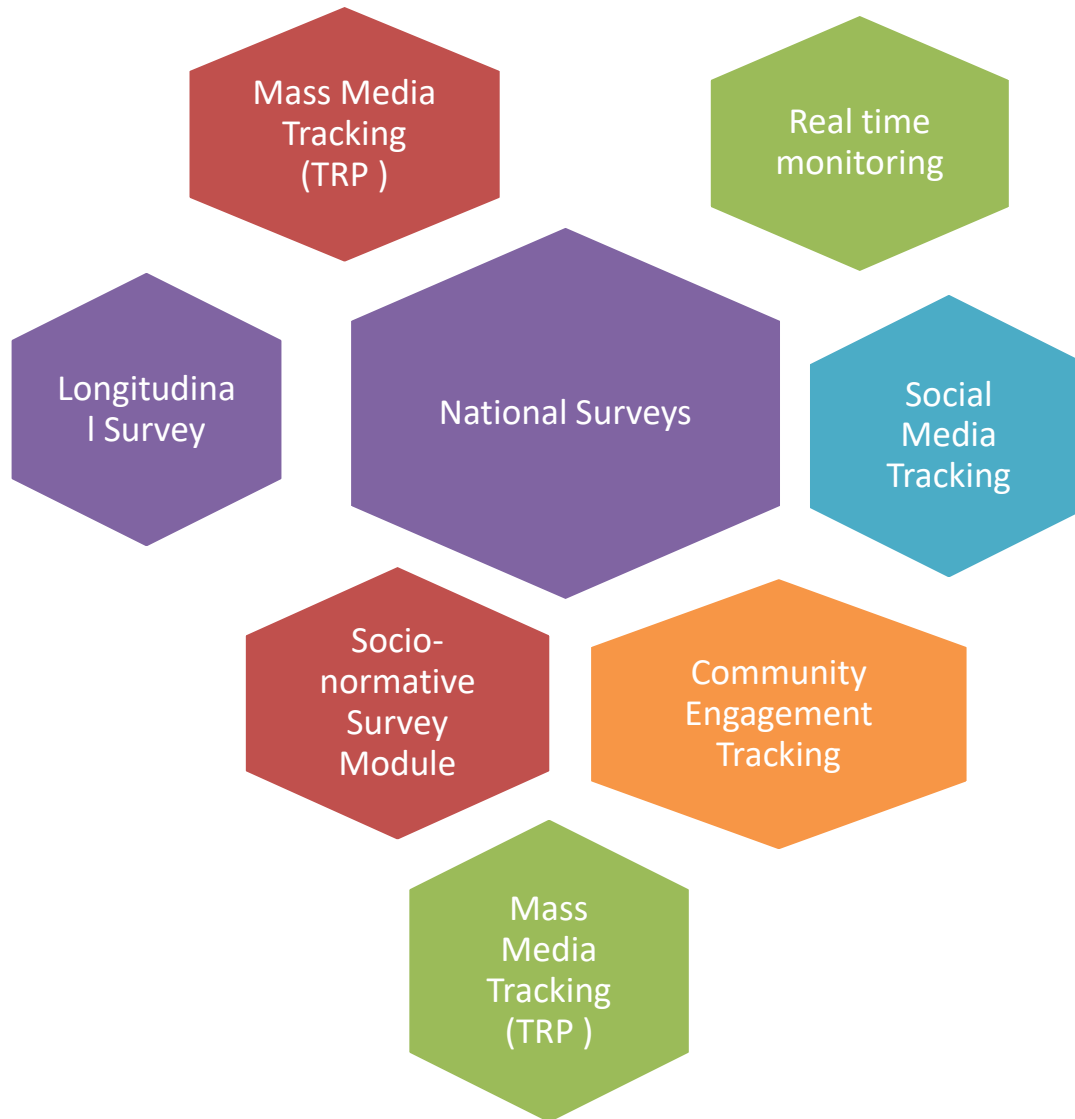 Mass Media
Tracking
(TRP )
Real time
monitoring
Longitudina
l Survey
National Surveys
Social
Media
Tracking
Socio-
normative
Survey
Module
Community
Engagement
Tracking
Mass
Media
Tracking
(TRP )